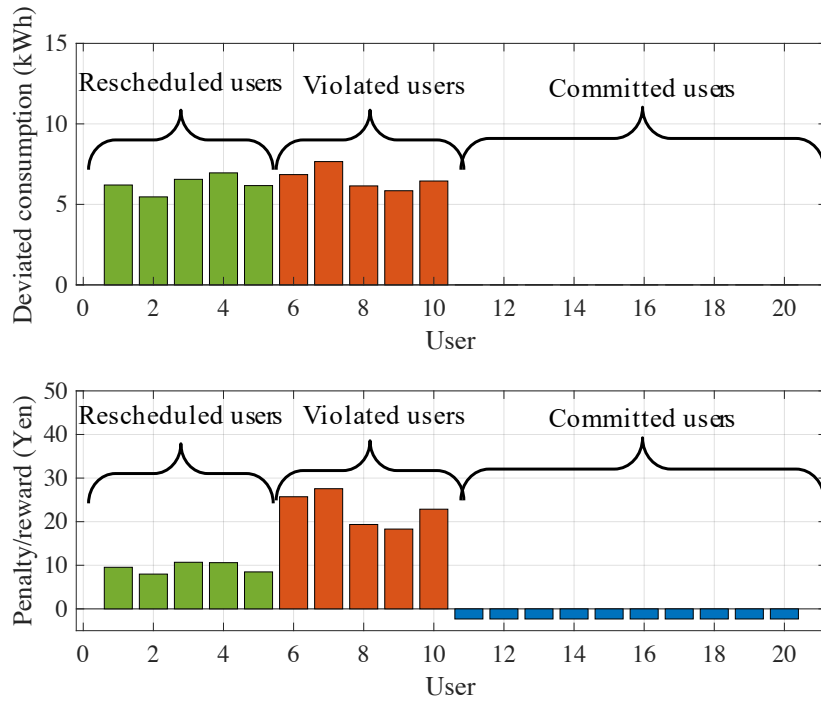 Deviated consumption (kWh)
15
10
5
0
Rescheduled users
Violated users
Committed users
0 2 4 6 8 10 12 14 16 18 20
User
Penalty/reward (Yen)
50
40
30
20
10
0
Rescheduled users
Violated users
Committed users
0 2 4 6 8 10 12 14 16 18 20
User